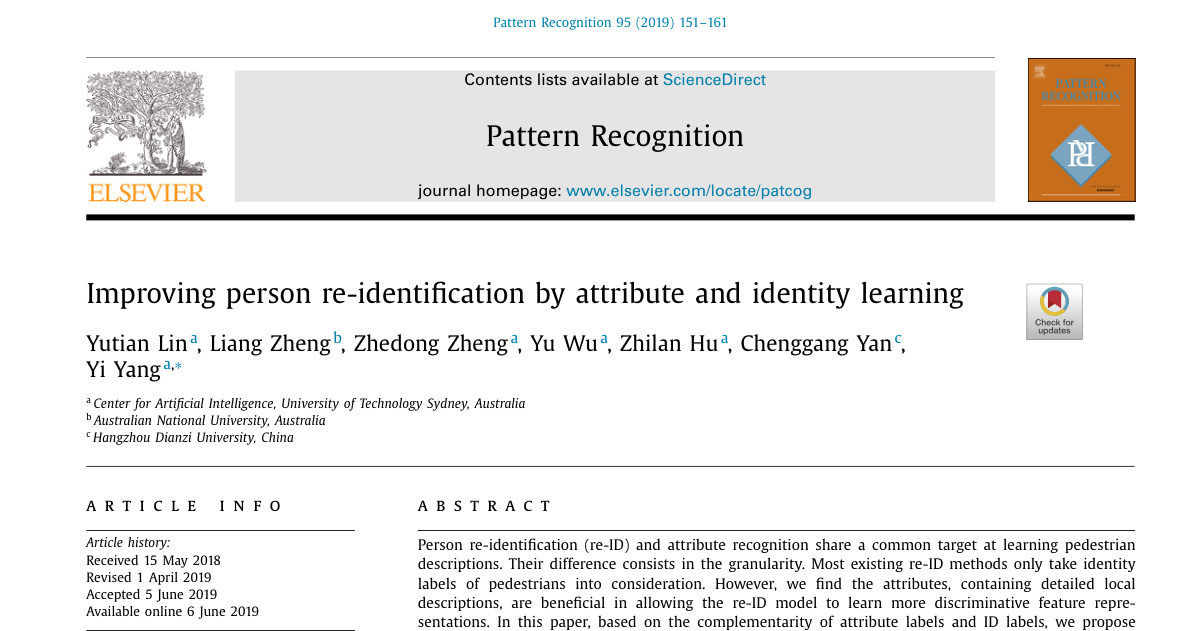 Pattern Recognition 95 (2019) 151–161
Contents lists available at ScienceDirect
Pattern Recognition
journal homepage: www.elsevier.com/locate/patcog
ELSEVIER
PATTERN
RECOGNITION
Improving person re-identification by attribute and identity learning
Check for
updates
Yutian Lin a, Liang Zheng b, Zhedong Zheng a, Yu Wu a, Zhilan Hu a, Chenggang Yan c,
Yi Yang a,*
a Center for Artificial Intelligence, University of Technology Sydney, Australia
b Australian National University, Australia
c Hangzhou Dianzi University, China
ARTICLE INFO
Article history:
Received 15 May 2018
Revised 1 April 2019
Accepted 5 June 2019
Available online 6 June 2019
ABSTRACT
Person re-identification (re-ID) and attribute recognition share a common target at learning pedestrian
descriptions. Their difference consists in the granularity. Most existing re-ID methods only take identity
labels of pedestrians into consideration. However, we find the attributes, containing detailed local
descriptions, are beneficial in allowing the re-ID model to learn more discriminative feature repre-
sentations. In this paper, based on the complementarity of attribute labels and ID labels, we propose